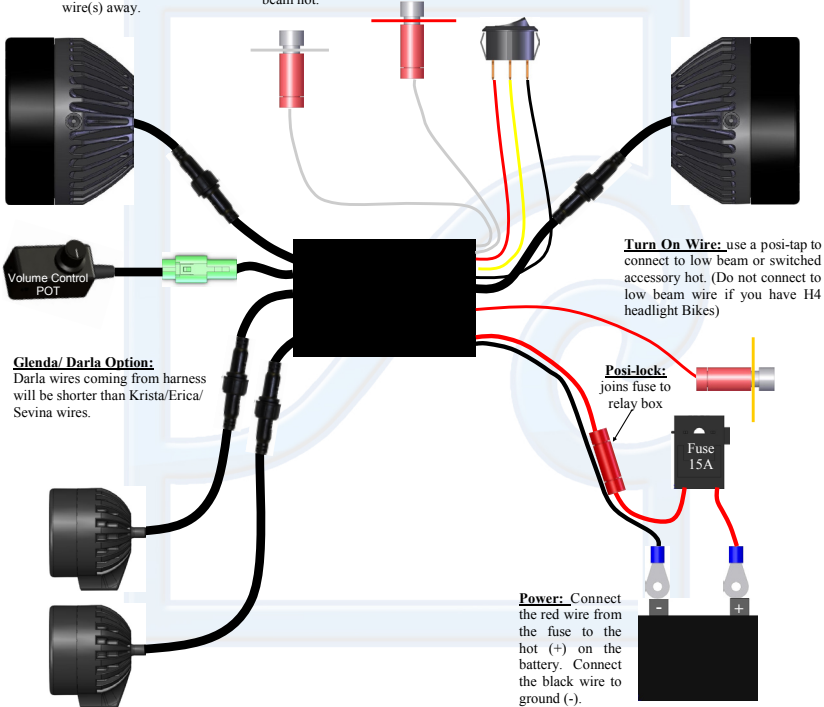 wire(s) away.
beam hot.
Turn On Wire: use a posi-tap to
connect to low beam or switched
accessory hot. (Do not connect to
low beam wire if you have H4
headlight Bikes)
Volume Control
POT
Glenda/ Darla Option:
Darla wires coming from harness
will be shorter than Krista/Erica/
Sevina wires.
Posi-lock:
joins fuse to
relay box
Fuse
15A
Power: Connect
the red wire from
the fuse to the
hot (+) on the
battery. Connect
the black wire to
ground (-).
- +